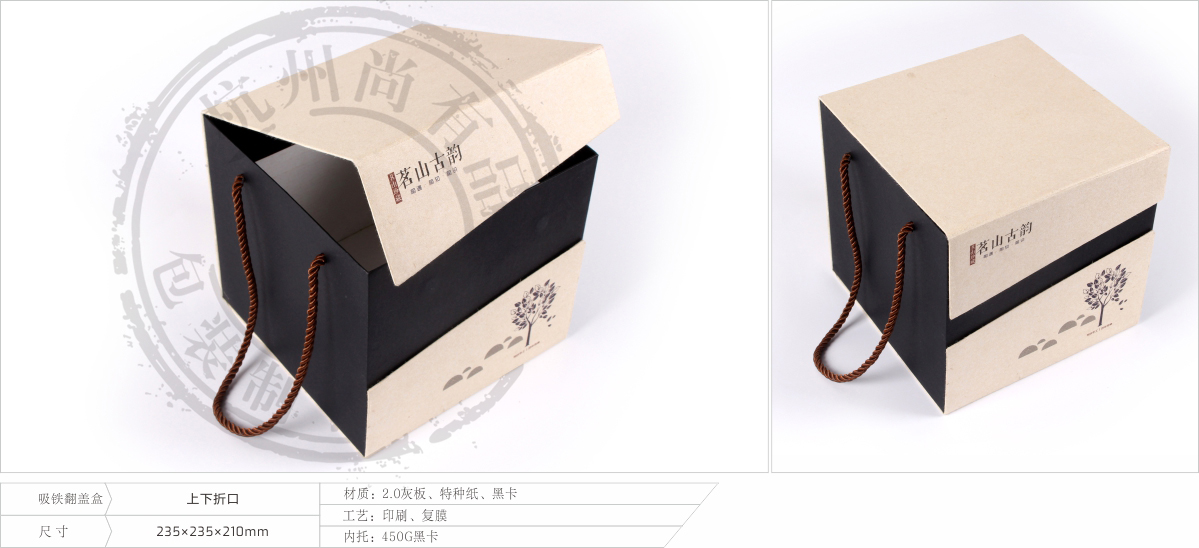 杭州尚有品
包装制
茗山古韵
茗山古韵
吸铁翻盖盒
上下折口
尺寸
235×235×210mm
材质：2.0灰板、特种纸、黑卡
工艺：印刷、复膜
内托：450G黑卡